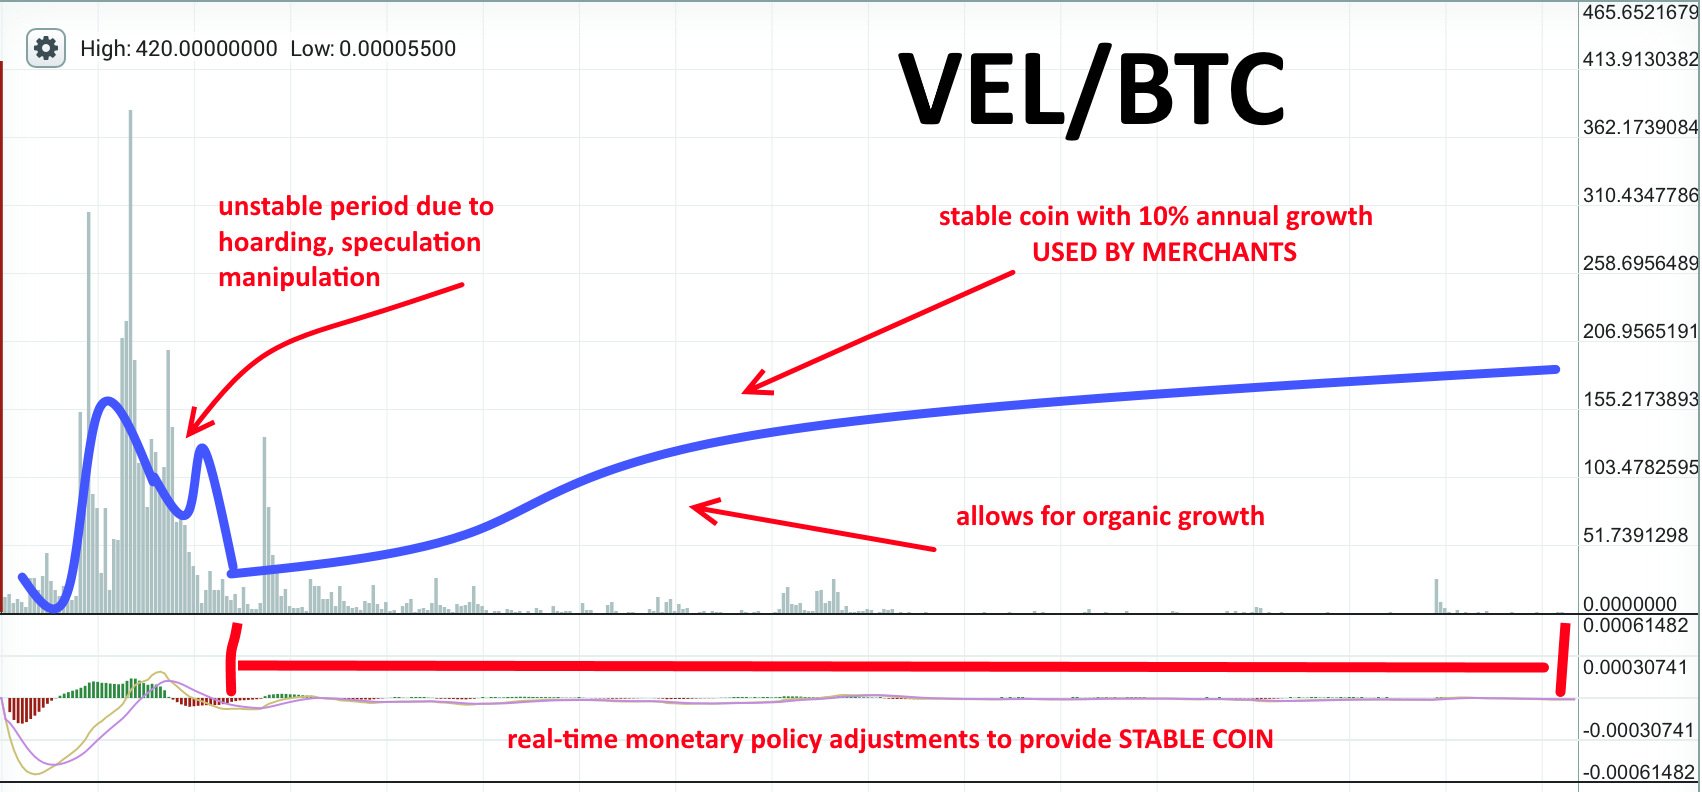 High: 420.00000000 Low: 0.00005500
VEL/BTC
unstable period due to
hoarding, speculation
manipulation
stable coin with 10% annual growth
USED BY MERCHANTS
allows for organic growth
real-time monetary policy adjustments to provide STABLE COIN
465.6521679
413.9130382
362.1739084
310.4347786
258.6956489
206.9565191
155.2173893
103.4782595
51.7391298
0.0000000
0.00061482
0.00030741
-0.00030741
-0.00061482